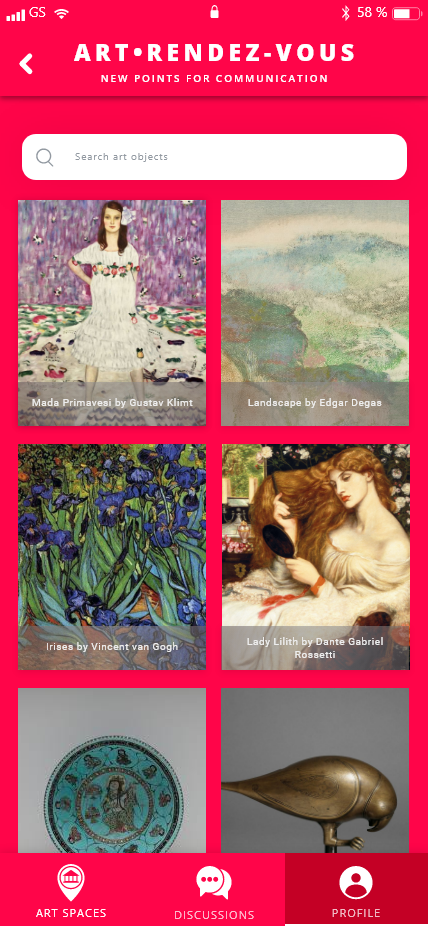 GS 58 %
ART•RENDEZ-VOUS
NEW POINTS FOR COMMUNICATION
Search art objects
Mada Primavesi by Gustav Klimt
Landscape by Edgar Degas
Irises by Vincent van Gogh
Lady Lilith by Dante Gabriel
Rossetti
ART SPACES
DISCUSSIONS
PROFILE